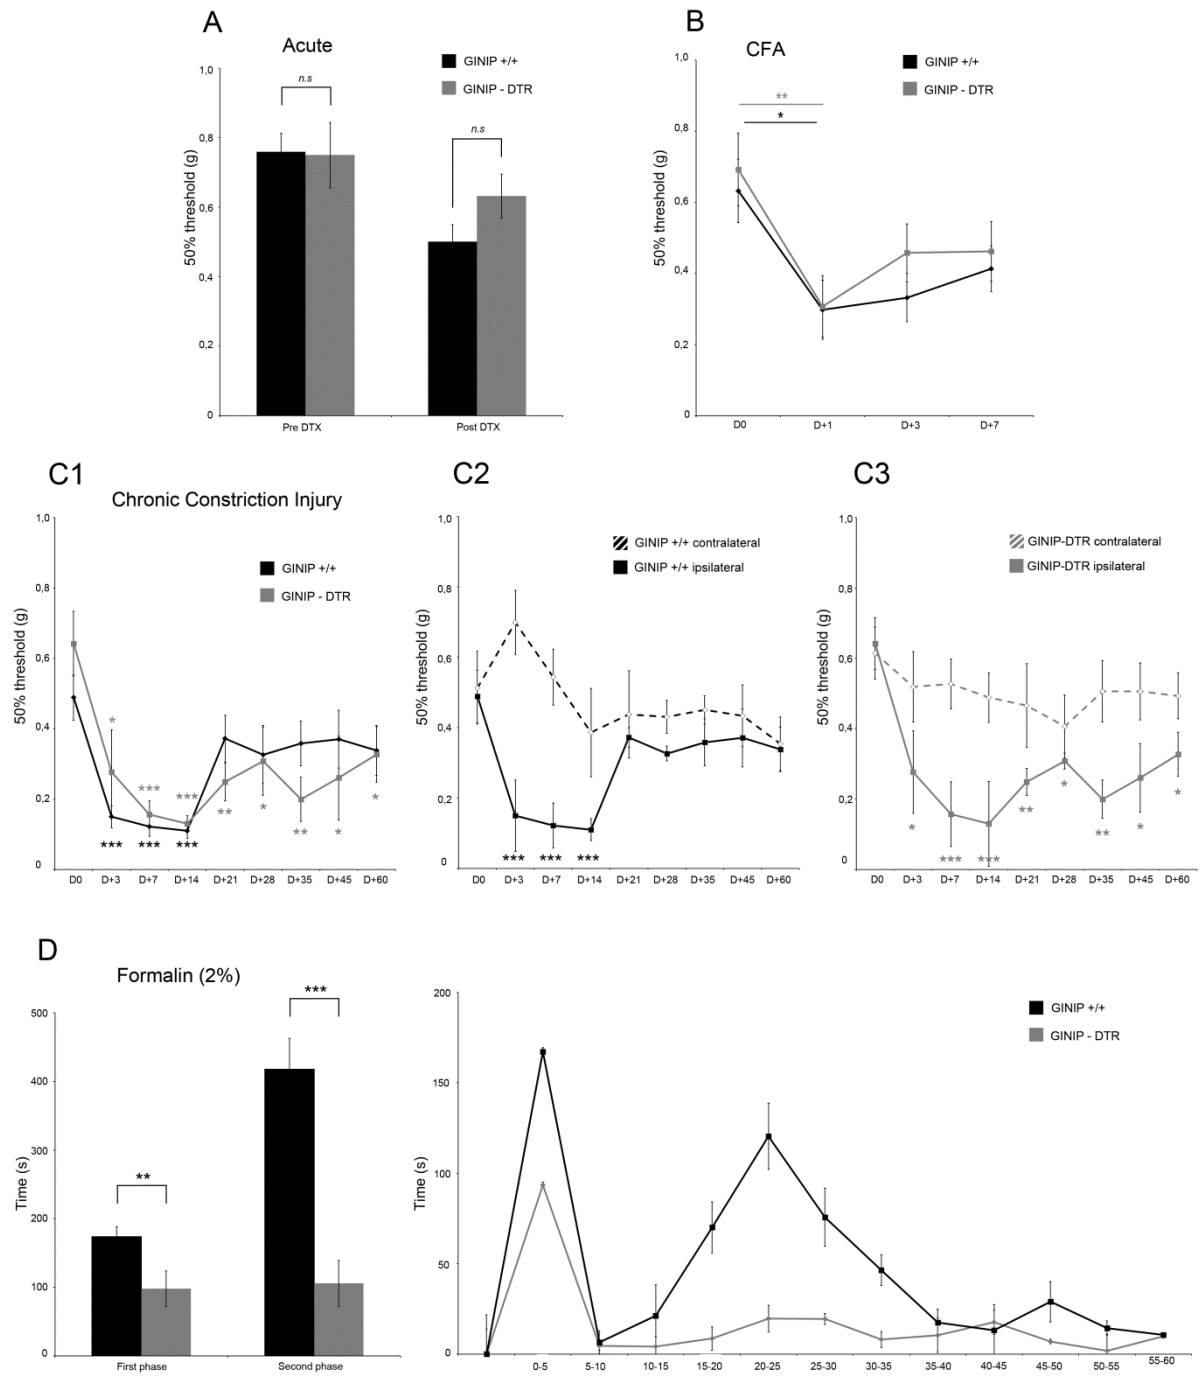 A
Acute
GINIP +/+
GINIP - DTR
50% threshold (g)
1,0
0,8
0,6
0,4
0,2
0
n.s
n.s
Pre DTX
Post DTX
B
CFA
GINIP +/+
GINIP - DTR
50% threshold (g)
1,0
0,8
0,6
0,4
0,2
0
**
*
D0 D+1 D+3 D+7
C1
Chronic Constriction Injury
GINIP +/+
GINIP - DTR
50% threshold (g)
1,0
0,8
0,6
0,4
0,2
0
* *** *** ** * ** * *
*** *** ***
D0 D+3 D+7 D+14 D+21 D+28 D+35 D+45 D+60
C2
GINIP +/+ contralateral
GINIP +/+ ipsilateral
50% threshold (g)
1,0
0,8
0,6
0,4
0,2
0
*** *** ***
D0 D+3 D+7 D+14 D+21 D+28 D+35 D+45 D+60
C3
GINIP-DTR contralateral
GINIP-DTR ipsilateral
50% threshold (g)
1,0
0,8
0,6
0,4
0,2
0
* *** *** ** * ** * *
D0 D+3 D+7 D+14 D+21 D+28 D+35 D+45 D+60
D
Formalin (2%)
Time (s)
500
400
300
200
100
0
**
***
First phase
Second phase
GINIP +/+
GINIP - DTR
Time (s)
200
150
100
50
0
0-5 5-10 10-15 15-20 20-25 25-30 30-35 35-40 40-45 45-50 50-55 55-60